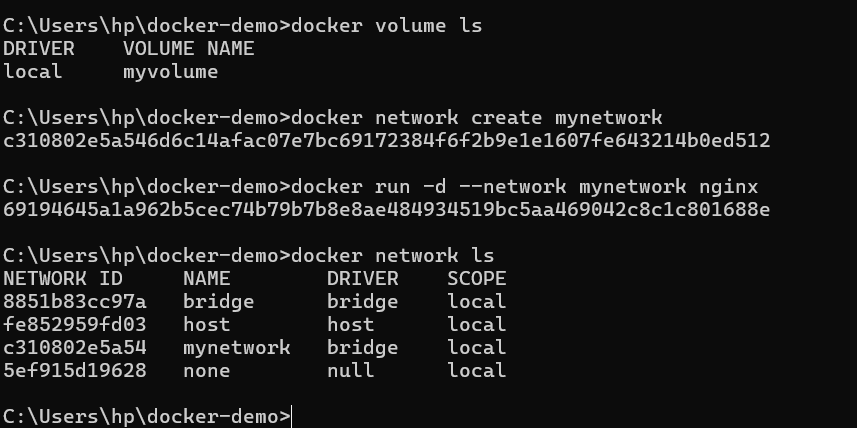 C:\Users\hp\docker-demo>docker volume ls
DRIVER    VOLUME NAME
local     myvolume
C:\Users\hp\docker-demo>docker network create mynetwork
c310802e5a546d6c14afac07e7bc69172384f6f2b9e1e1607fe643214b0ed512
C:\Users\hp\docker-demo>docker run -d --network mynetwork nginx
69194645a1a962b5cec74b79b7b8e8ae484934519bc5aa469042c8c1c801688e
C:\Users\hp\docker-demo>docker network ls
NETWORK ID     NAME        DRIVER    SCOPE
8851b83cc97a   bridge      bridge    local
fe852959fd03   host        host      local
c310802e5a54   mynetwork   bridge    local
5ef915d19628   none        null      local
C:\Users\hp\docker-demo>